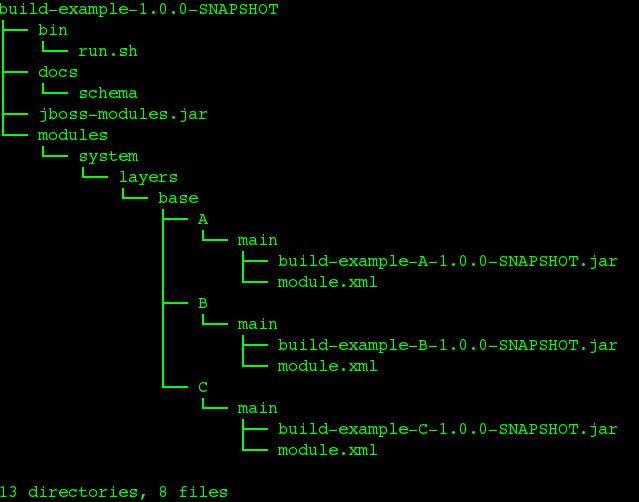 build-example-1.0.0-SNAPSHOT
├── bin
│   └── run.sh
├── docs
│   └── schema
├── jboss-modules.jar
└── modules
    └── system
        └── layers
            └── base
                ├── A
                │   └── main
                │       ├── build-example-A-1.0.0-SNAPSHOT.jar
                │       └── module.xml
                ├── B
                │   └── main
                │       ├── build-example-B-1.0.0-SNAPSHOT.jar
                │       └── module.xml
                └── C
                    └── main
                        ├── build-example-C-1.0.0-SNAPSHOT.jar
                        └── module.xml

13 directories, 8 files